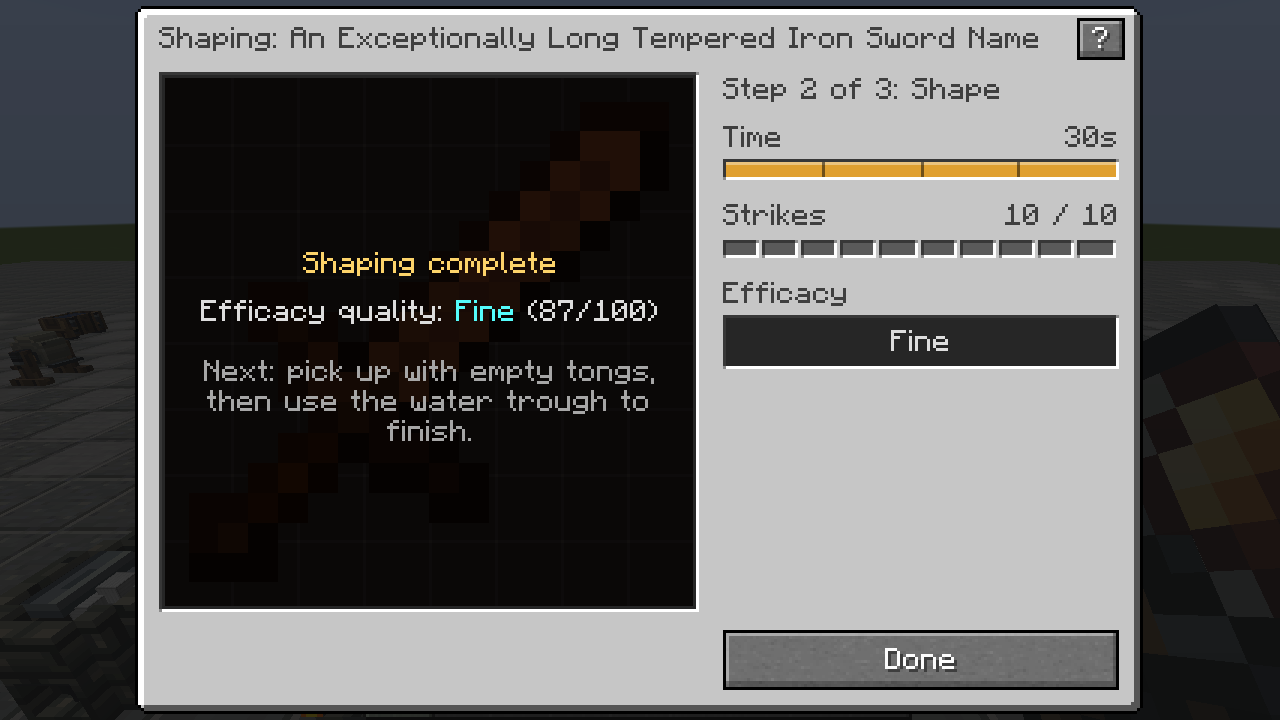 Shaping: An Exceptionally Long Tempered Iron Sword Name
?
Step 2 of 3: Shape
Time 30s
Strikes 10 / 10
Efficacy
Fine
Shaping complete
Efficacy quality: Fine (87/100)
Next: pick up with empty tongs,
then use the water trough to
finish.
Done